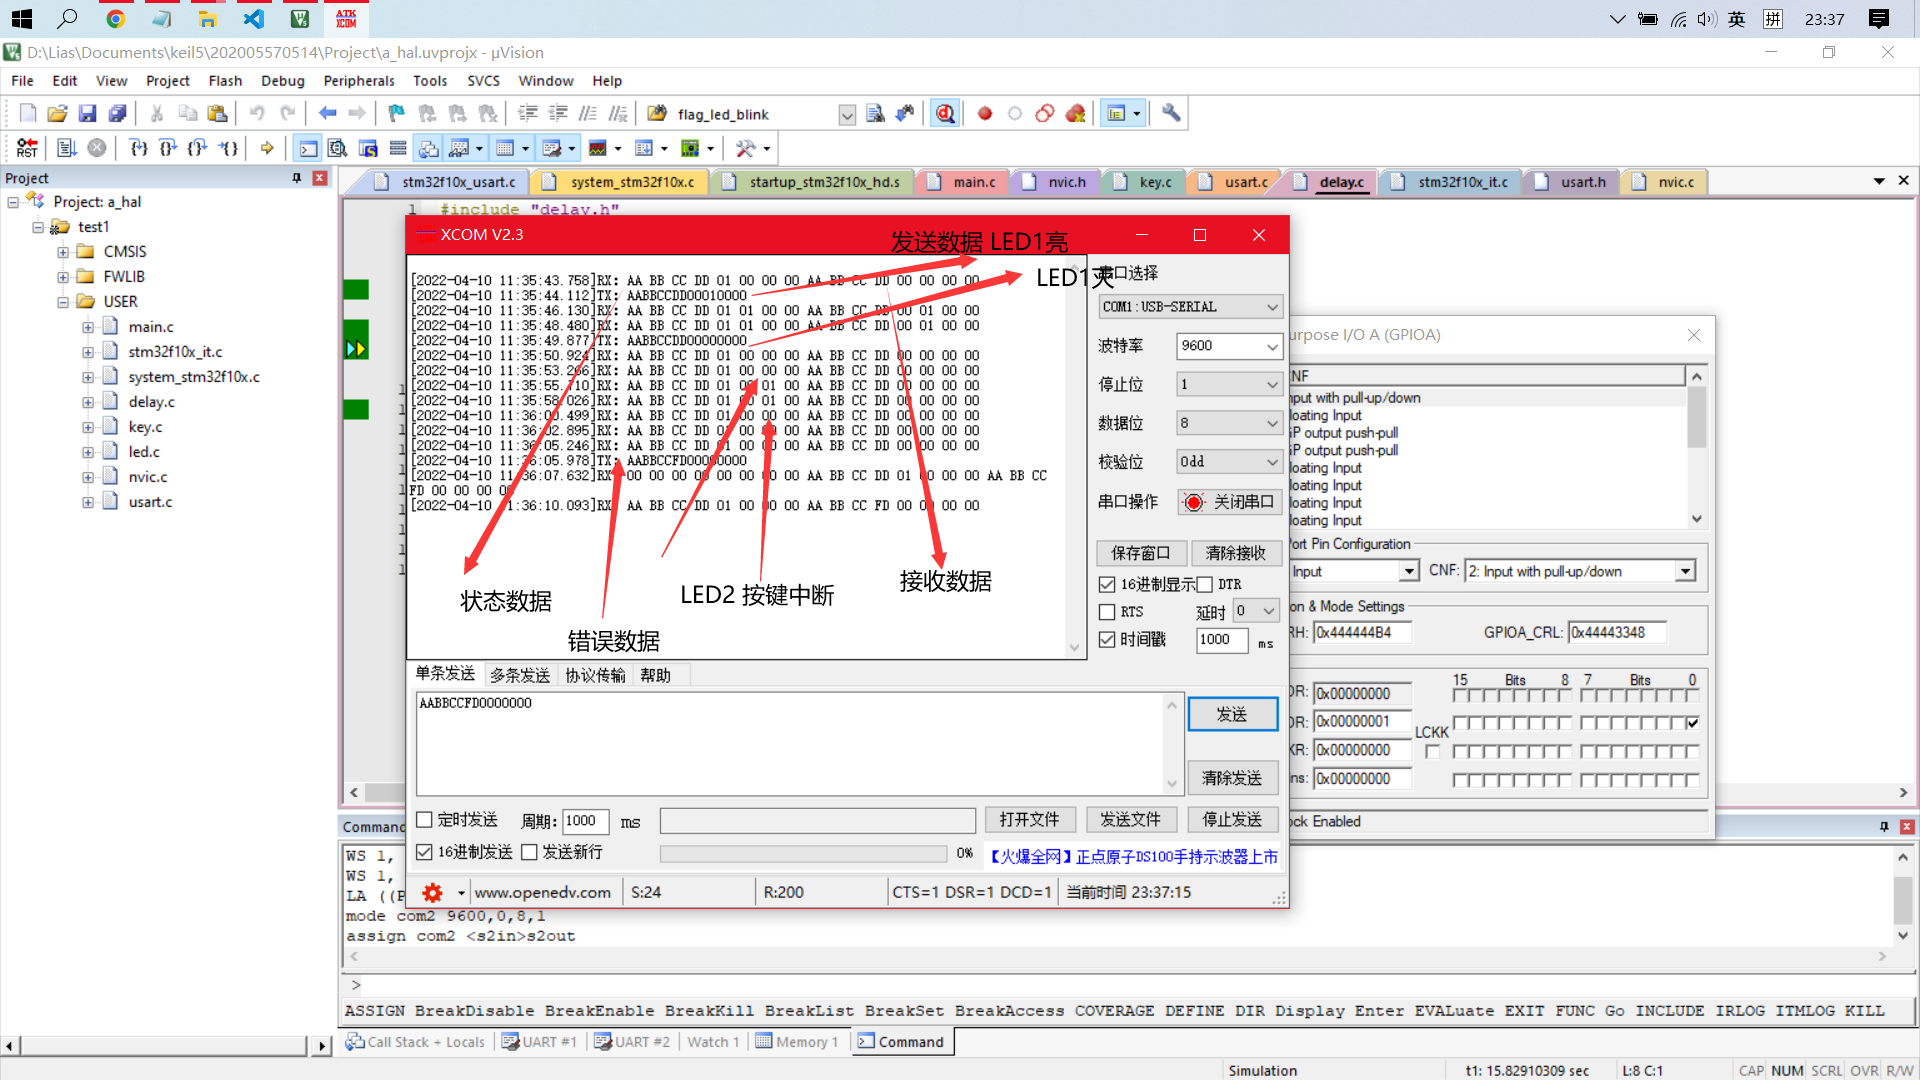 ATK
XCOM
英
拼
23:37
D:\Lias\Documents\keil5\202005570514\Project\a_hal.uvprojx - µVision
File Edit View Project Flash Debug Peripherals Tools SVCS Window Help
flag_led_blink
RST
Project
Project: a_hal
test1
CMSIS
FWLIB
USER
main.c
stm32f10x_it.c
system_stm32f10x.c
delay.c
key.c
led.c
nvic.c
usart.c
stm32f10x_usart.c system_stm32f10x.c startup_stm32f10x_hd.s main.c nvic.h key.c usart.c delay.c stm32f10x_it.c usart.h nvic.c
1 #include "delay.h"
XCOM V2.3
发送数据 LED1亮
LED1灭
[2022-04-10 11:35:43.758]RX: AA BB CC DD 01 00 00 00 AA BB CC DD 00 00 00 00
[2022-04-10 11:35:44.112]TX: AABBCCDD00010000
[2022-04-10 11:35:46.130]RX: AA BB CC DD 01 01 00 00 AA BB CC DD 00 01 00 00
[2022-04-10 11:35:48.480]RX: AA BB CC DD 01 01 00 00 AA BB CC DD 00 01 00 00
[2022-04-10 11:35:49.877]TX: AABBCCDD00000000
[2022-04-10 11:35:50.924]RX: AA BB CC DD 01 00 00 00 AA BB CC DD 00 00 00 00
[2022-04-10 11:35:53.266]RX: AA BB CC DD 01 00 00 00 AA BB CC DD 00 00 00 00
[2022-04-10 11:35:55.710]RX: AA BB CC DD 01 00 01 00 AA BB CC DD 00 00 00 00
[2022-04-10 11:35:58.026]RX: AA BB CC DD 01 00 01 00 AA BB CC DD 00 00 00 00
[2022-04-10 11:36:00.499]RX: AA BB CC DD 01 00 00 00 AA BB CC DD 00 00 00 00
[2022-04-10 11:36:02.895]RX: AA BB CC DD 01 00 00 00 AA BB CC DD 00 00 00 00
[2022-04-10 11:36:05.246]RX: AA BB CC DD 01 00 00 00 AA BB CC DD 00 00 00 00
[2022-04-10 11:36:05.978]TX: AABBCCFD00000000
[2022-04-10 11:36:07.632]RX: 00 00 00 00 00 00 00 AA BB CC DD 01 00 00 00 AA BB CC
FD 00 00 00 00
[2022-04-10 11:36:10.093]RX: AA BB CC DD 01 00 00 00 AA BB CC FD 00 00 00 00
状态数据
错误数据
LED2 按键中断
接收数据
串口选择
COM1:USB-SERIAL
波特率 9600
停止位 1
数据位 8
校验位 Odd
串口操作 关闭串口
保存窗口 清除接收
16进制显示 DTR
RTS 延时 0
时间戳 1000 ms
单条发送 多条发送 协议传输 帮助
AABBCCFD0000000
发送
清除发送
定时发送 周期: 1000 ms 打开文件 发送文件 停止发送
16进制发送 发送新行 0% 【火爆全网】正点原子DS100手持示波器上市
www.openedv.com S:24 R:200 CTS=1 DSR=1 DCD=1 当前时间 23:37:15
urpose I/O A (GPIOA)
CNF
nput with pull-up/down
loating Input
GP output push-pull
GP output push-pull
loating Input
loating Input
loating Input
loating Input
Port Pin Configuration
Input CNF: 2: Input with pull-up/down
on & Mode Settings
RH: 0x444444B4 GPIOA_CRL: 0x44443348
15 Bits 8 7 Bits 0
DR: 0x00000000
DR: 0x00000001 LCKK
KR: 0x00000000
ns: 0x00000000
ock Enabled
Command
WS 1,
WS 1,
LA ((P
mode com2 9600,0,8,1
assign com2 <s2in>s2out
>
ASSIGN BreakDisable BreakEnable BreakKill BreakList BreakSet BreakAccess COVERAGE DEFINE DIR Display Enter EVALuate EXIT FUNC Go INCLUDE IRLOG ITMLOG KILL
Call Stack + Locals UART #1 UART #2 Watch 1 Memory 1 Command
Simulation t1: 15.82910309 sec L:8 C:1 CAP NUM SCRL OVR R/W